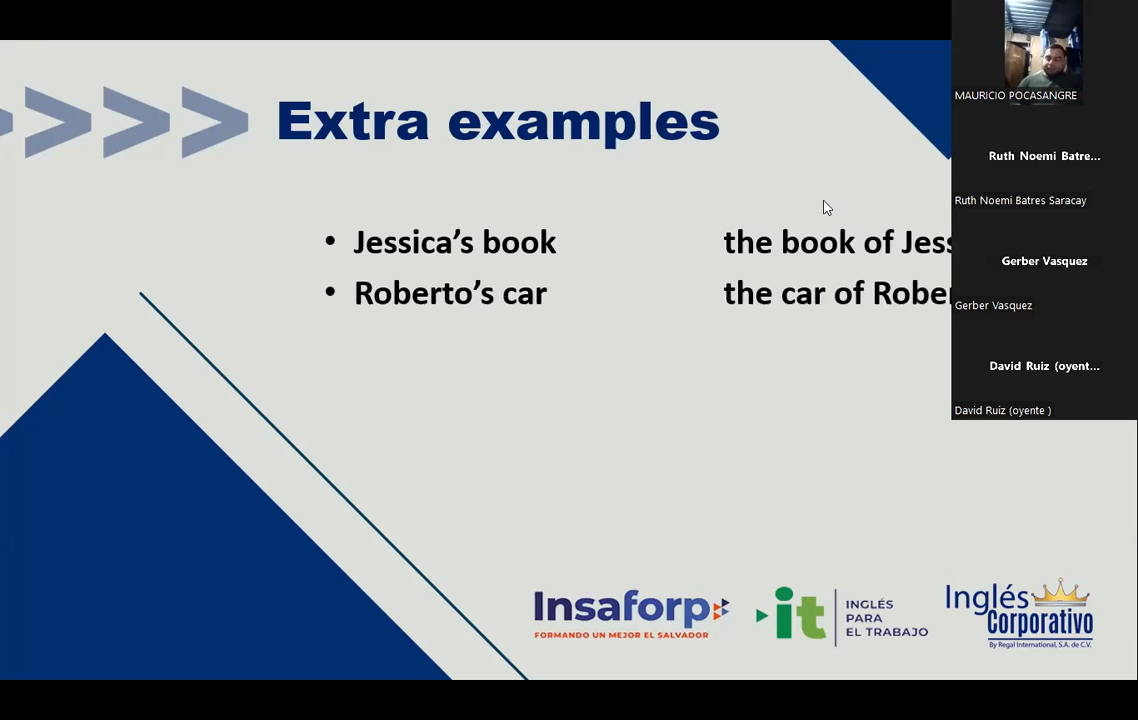 Extra examples
• Jessica's book the book of Jess
• Roberto's car the car of Rober
MAURICIO POCASANGRE
Ruth Noemi Batre...
Ruth Noemi Batres Saracay
Gerber Vasquez
Gerber Vasquez
David Ruiz (oyent...
David Ruiz (oyente )
Insaforp
FORMANDO UN MEJOR EL SALVADOR
it
INGLÉS
PARA
EL TRABAJO
Inglés
Corporativo
By Regal International, S.A. de C.V.